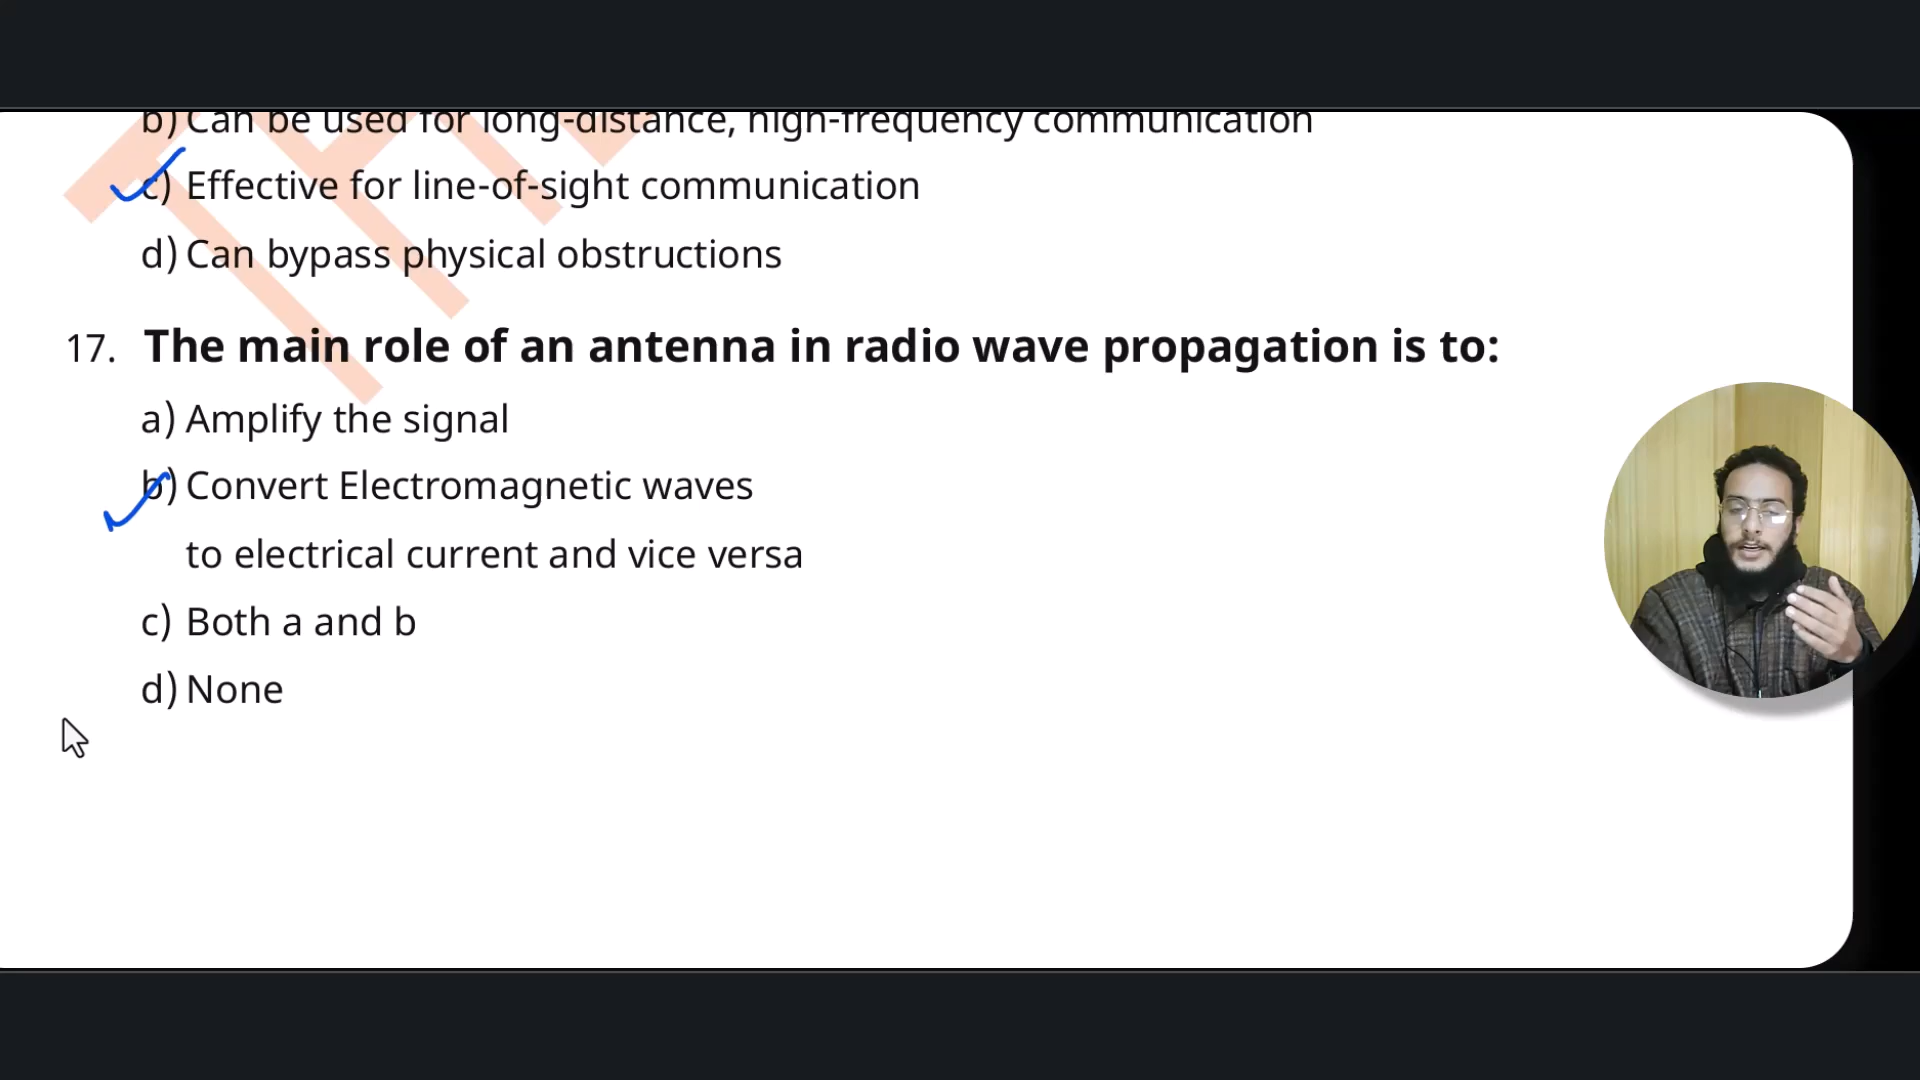 b) Can be used for long-distance, high-frequency communication
c) Effective for line-of-sight communication
d) Can bypass physical obstructions
17. The main role of an antenna in radio wave propagation is to:
a) Amplify the signal
b) Convert Electromagnetic waves
to electrical current and vice versa
c) Both a and b
d) None